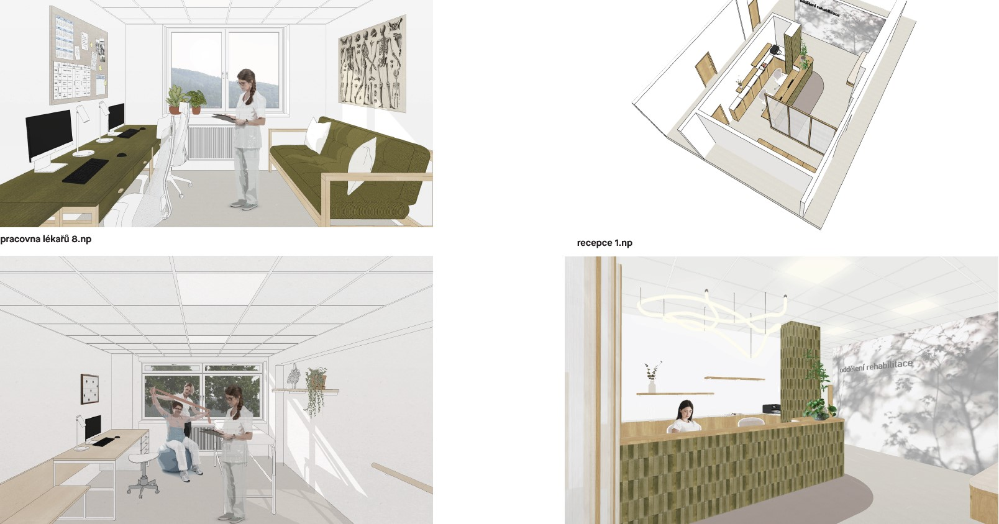 oddělení rehabilitace
pracovna lékařů 8.np
recepce 1.np
oddělení rehabilitace